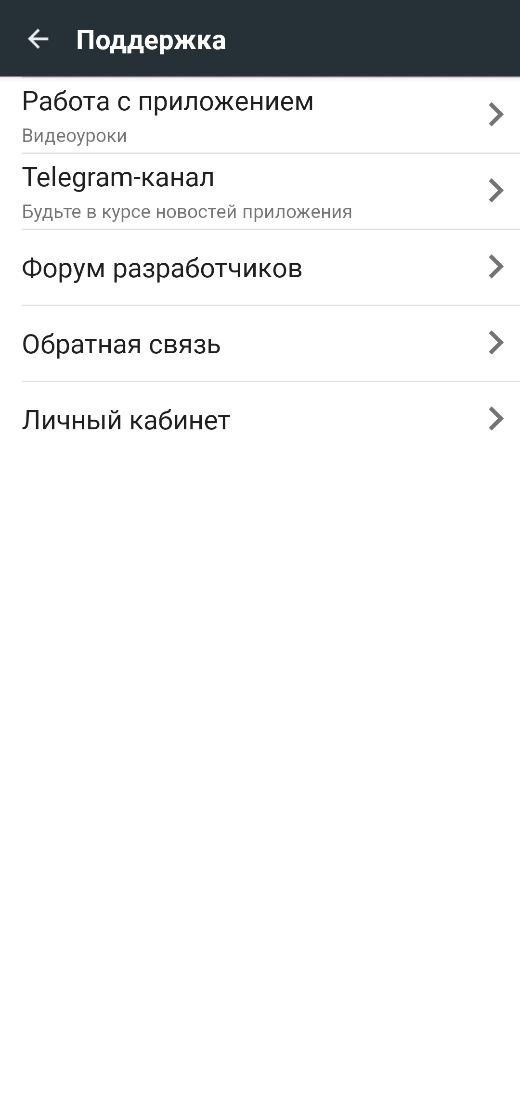 Поддержка
Работа с приложением
Видеоуроки
Telegram-канал
Будьте в курсе новостей приложения
Форум разработчиков
Обратная связь
Личный кабинет